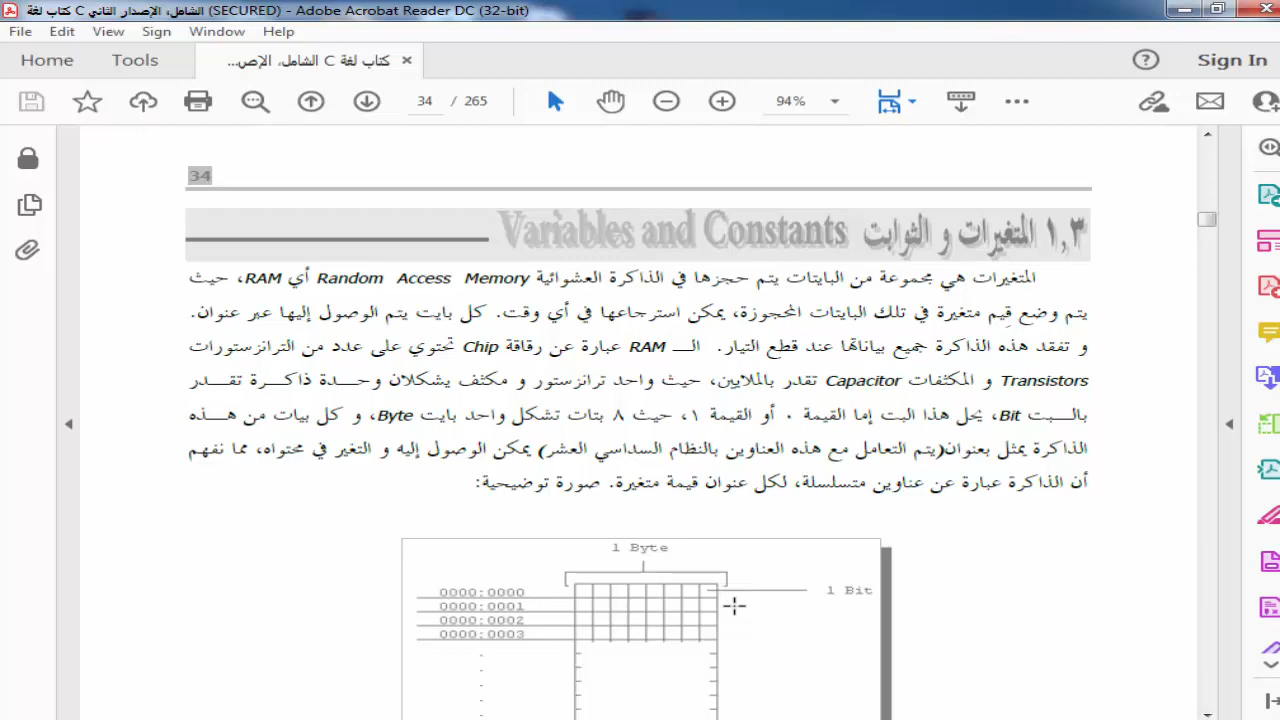 كتاب لغة C الشامل، الإصدار الثاني (SECURED) - Adobe Acrobat Reader DC (32-bit)
File Edit View Sign Window Help
Home Tools كتاب لغة C الشامل، الإص... × ? Sign In
34 / 265 94%
34
١,٣ المتغيرات و الثوابت Variables and Constants
المتغيرات هي مجموعة من البايتات يتم حجزها في الذاكرة العشوائية Random Access Memory أي RAM، حيث
يتم وضع قِيم متغيرة في تلك البايتات المحجوزة، يمكن استرجاعها في أي وقت. كل بايت يتم الوصول إليها عبر عنوان.
و تفقد هذه الذاكرة جميع بياناتها عند قطع التيار. الـــ RAM عبارة عن رقاقة Chip تحتوي على عدد من الترانزستورات
Transistors و المكثفات Capacitor تقدر بالملايين، حيث واحد ترانزستور و مكثف يشكلان وحـــدة ذاكـــرة تقـــدر
بالـــبت Bit، يحل هذا البت إما القيمة ٠ أو القيمة ١، حيث ٨ بتات تشكل واحد بايت Byte، و كل بيات من هـــذه
الذاكرة يمثل بعنوان(يتم التعامل مع هذه العناوين بالنظام السداسي العشر) يمكن الوصول إليه و التغير في محتواه، مما نفهم
أن الذاكرة عبارة عن عناوين متسلسلة، لكل عنوان قيمة متغيرة. صورة توضيحية:
1 Byte
0000:0000 1 Bit
0000:0001
0000:0002
0000:0003